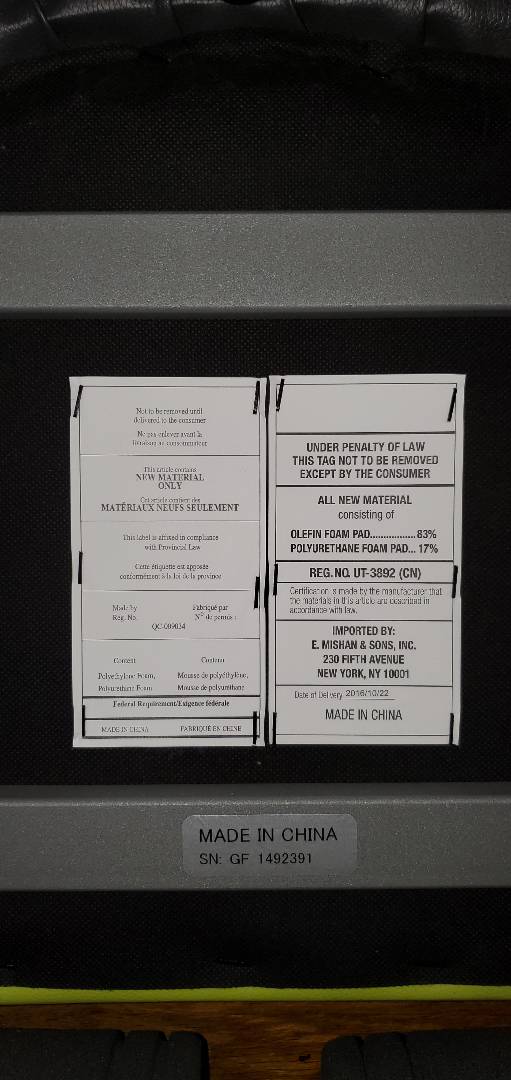 Not to be removed until
delivered to the consumer
Ne pas enlever avant la
livraison au consommateur
This article contains
NEW MATERIAL
ONLY
Cet article contient des
MATÉRIAUX NEUFS SEULEMENT
This label is affixed in compliance
with Provincial Law
Cette étiquette est apposée
conformément à la loi de la province
Made by
Reg. No.
Fabriqué par
N° de permis :
QC-009034
Content
Polyethylene Foam,
Polyurethane Foam
Contenu
Mousse de polyéthylène,
Mousse de polyuréthane
Federal Requirement/Exigence fédérale
MADE IN CHINA FABRIQUÉ EN CHINE
UNDER PENALTY OF LAW
THIS TAG NOT TO BE REMOVED
EXCEPT BY THE CONSUMER
ALL NEW MATERIAL
consisting of
OLEFIN FOAM PAD.................83%
POLYURETHANE FOAM PAD... 17%
REG.NO. UT-3892 (CN)
Certification is made by the manufacturer that
the materials in this article are described in
accordance with law.
IMPORTED BY:
E. MISHAN & SONS, INC.
230 FIFTH AVENUE
NEW YORK, NY 10001
Date of Delivery 2016/10/22
MADE IN CHINA
MADE IN CHINA
SN: GF 1492391